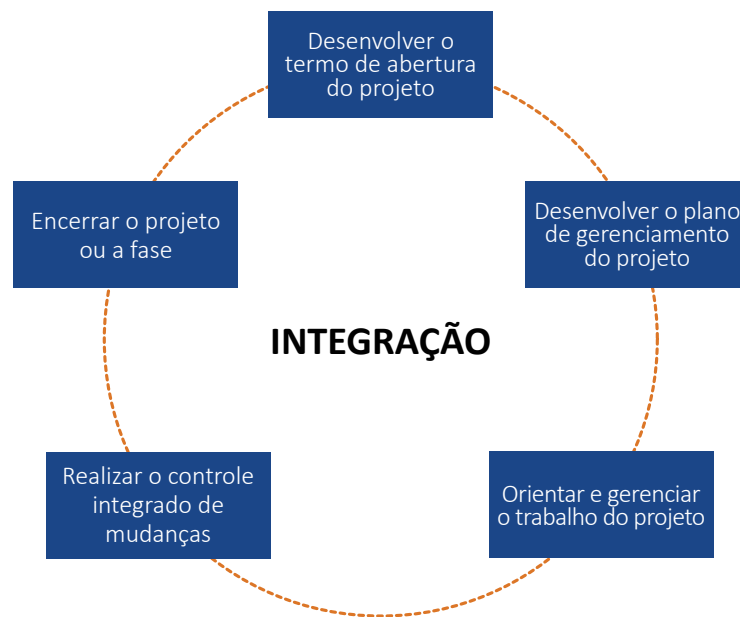 Desenvolver o
termo de abertura
do projeto
Encerrar o projeto
ou a fase
Desenvolver o plano
de gerenciamento
do projeto
INTEGRAÇÃO
Realizar o controle
integrado de
mudanças
Orientar e gerenciar
o trabalho do projeto